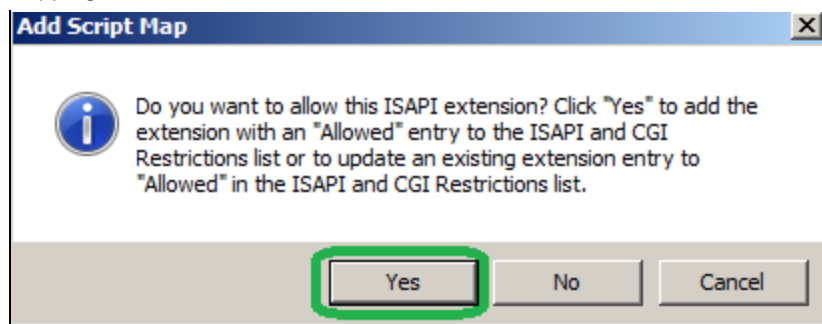 Add Script Map
Do you want to allow this ISAPI extension? Click "Yes" to add the
extension with an "Allowed" entry to the ISAPI and CGI
Restrictions list or to update an existing extension entry to
"Allowed" in the ISAPI and CGI Restrictions list.
Yes No Cancel